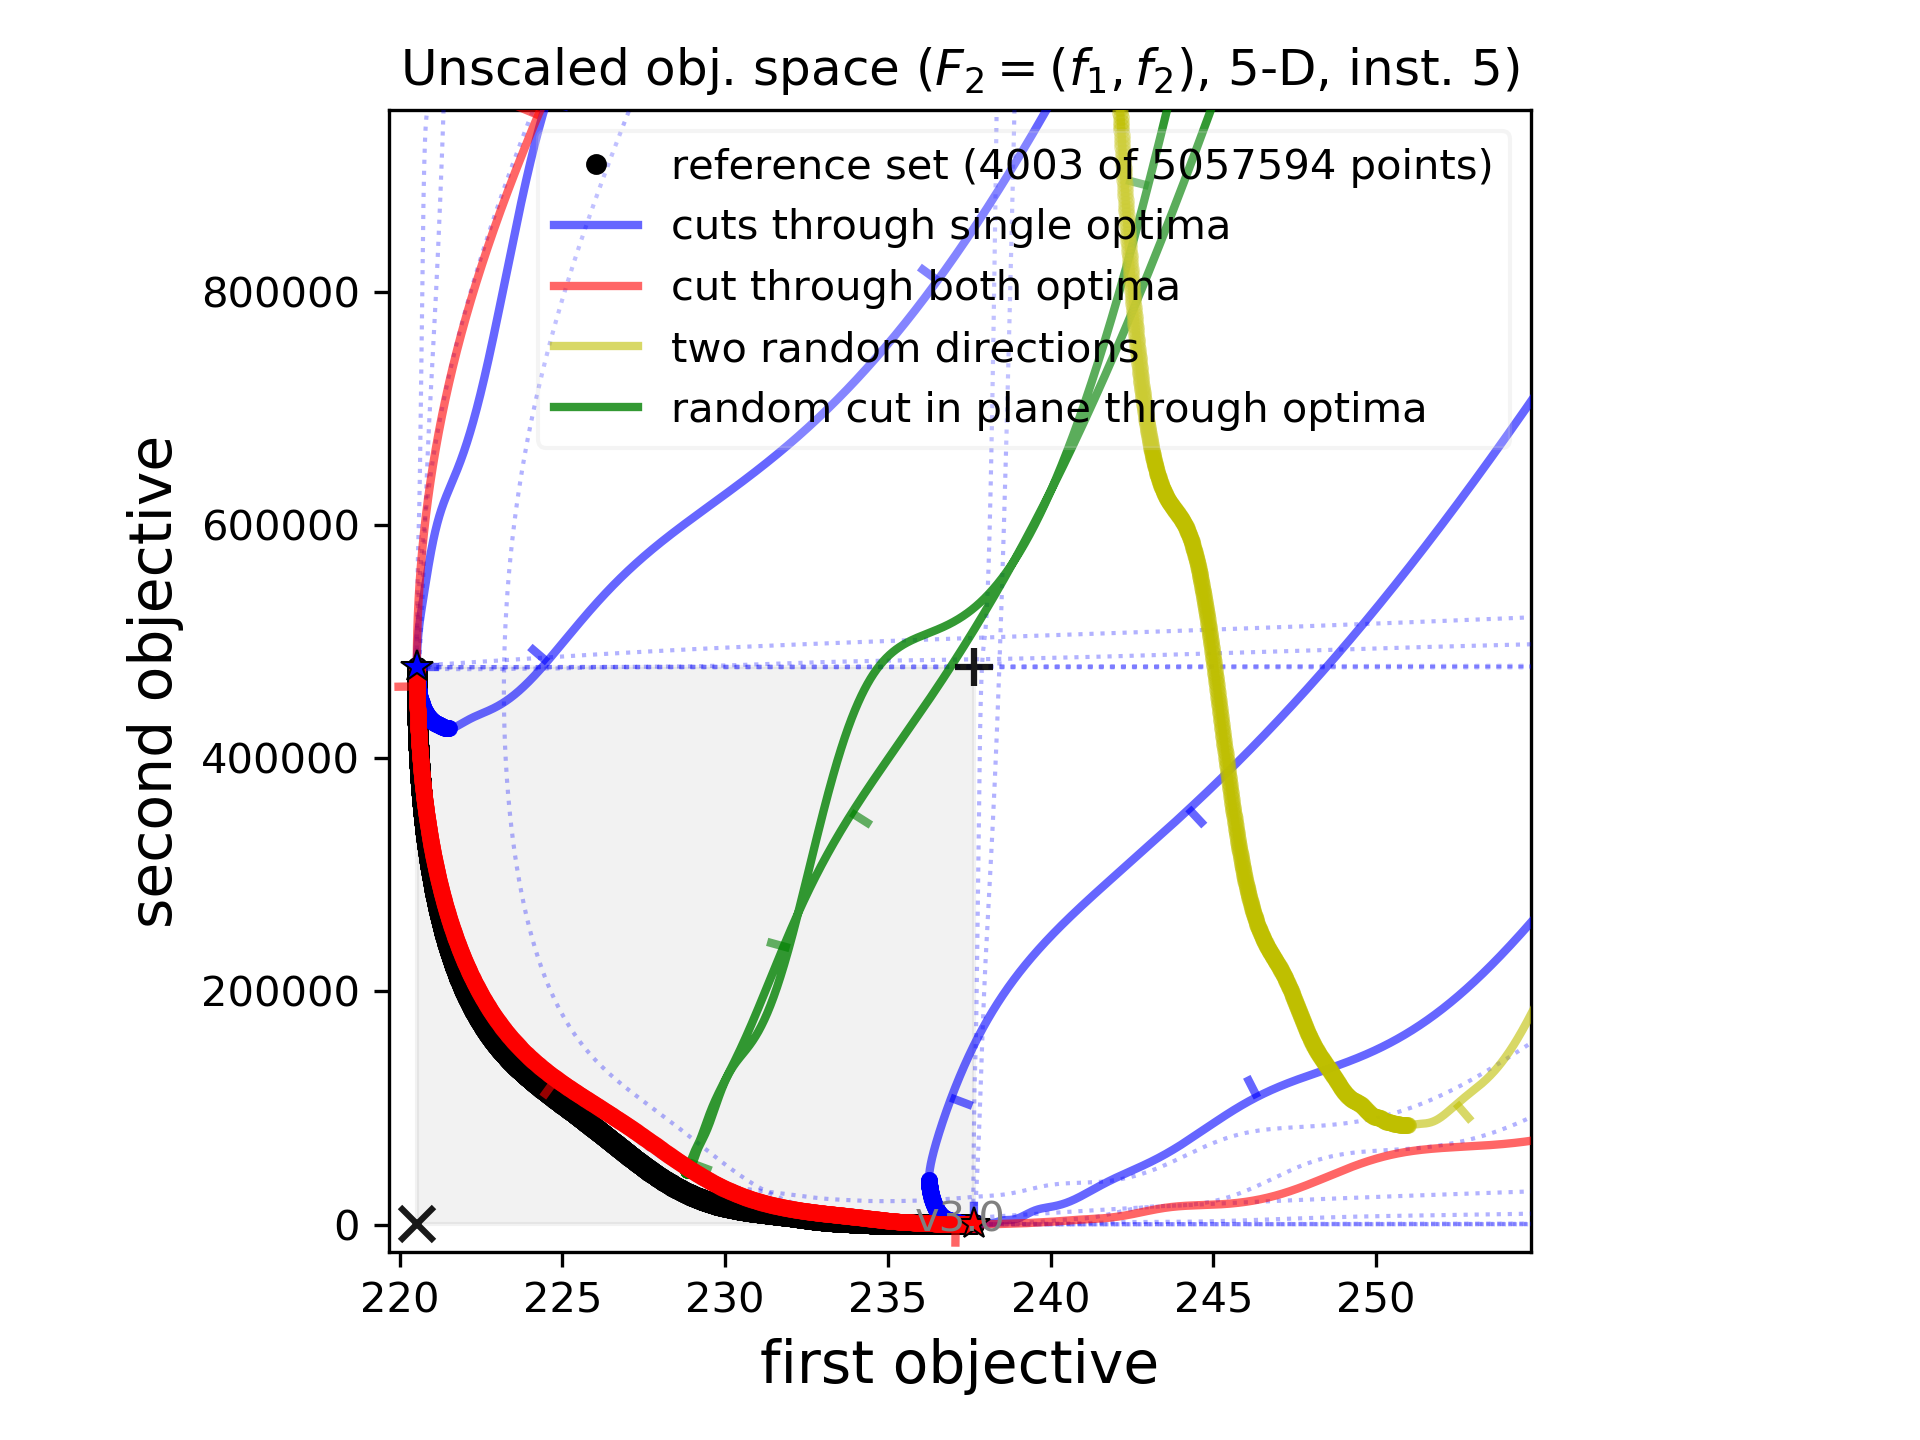 Unscaled obj. space (F₂ = (f₁, f₂), 5-D, inst. 5)
reference set (4003 of 5057594 points)
cuts through single optima
cut through both optima
two random directions
random cut in plane through optima
second objective
800000
600000
400000
200000
0
v3.0
220 225 230 235 240 245 250
first objective